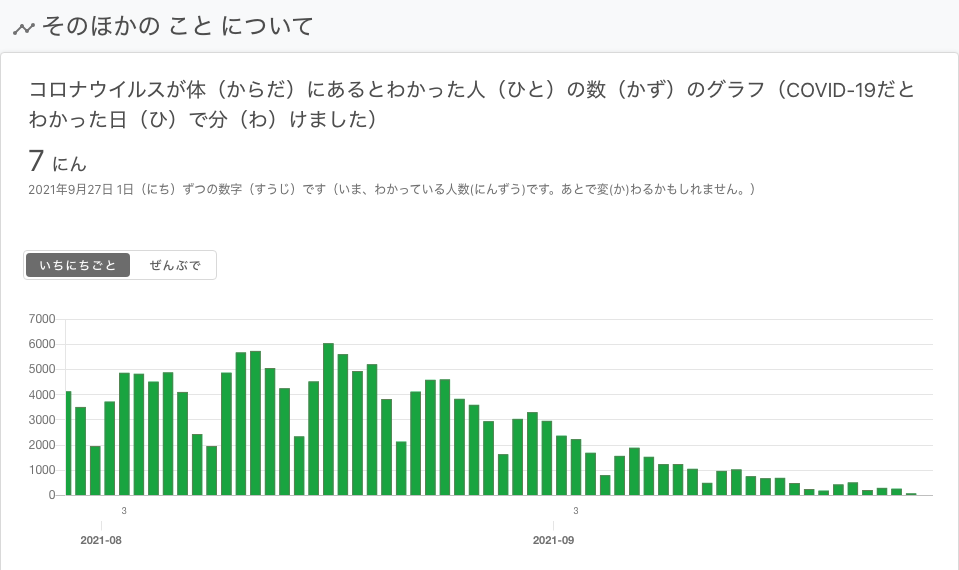 そのほかの こと について
コロナウイルスが体（からだ）にあるとわかった人（ひと）の数（かず）のグラフ（COVID-19だと
わかった日（ひ）で分（わ）けました）
7 にん
2021年9月27日 1日（にち）ずつの数字（すうじ）です（いま、わかっている人数(にんずう)です。あとで変(か)わるかもしれません。）
いちにちごと ぜんぶで
7000
6000
5000
4000
3000
2000
1000
0
3 3
2021-08 2021-09